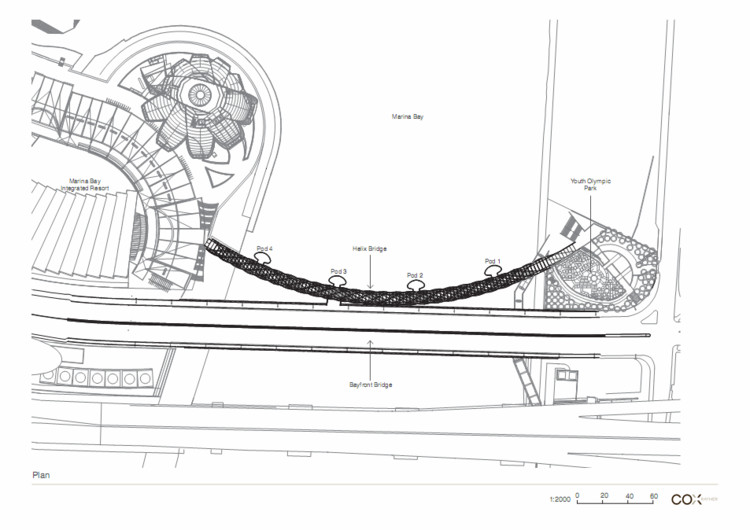 Marina Bay
Marina Bay
Integrated Resort
Youth Olympic
Park
Pod 4
Helix Bridge
Pod 3
Pod 2
Pod 1
Bayfront Bridge
Plan
1:2000 0 20 40 60
COX